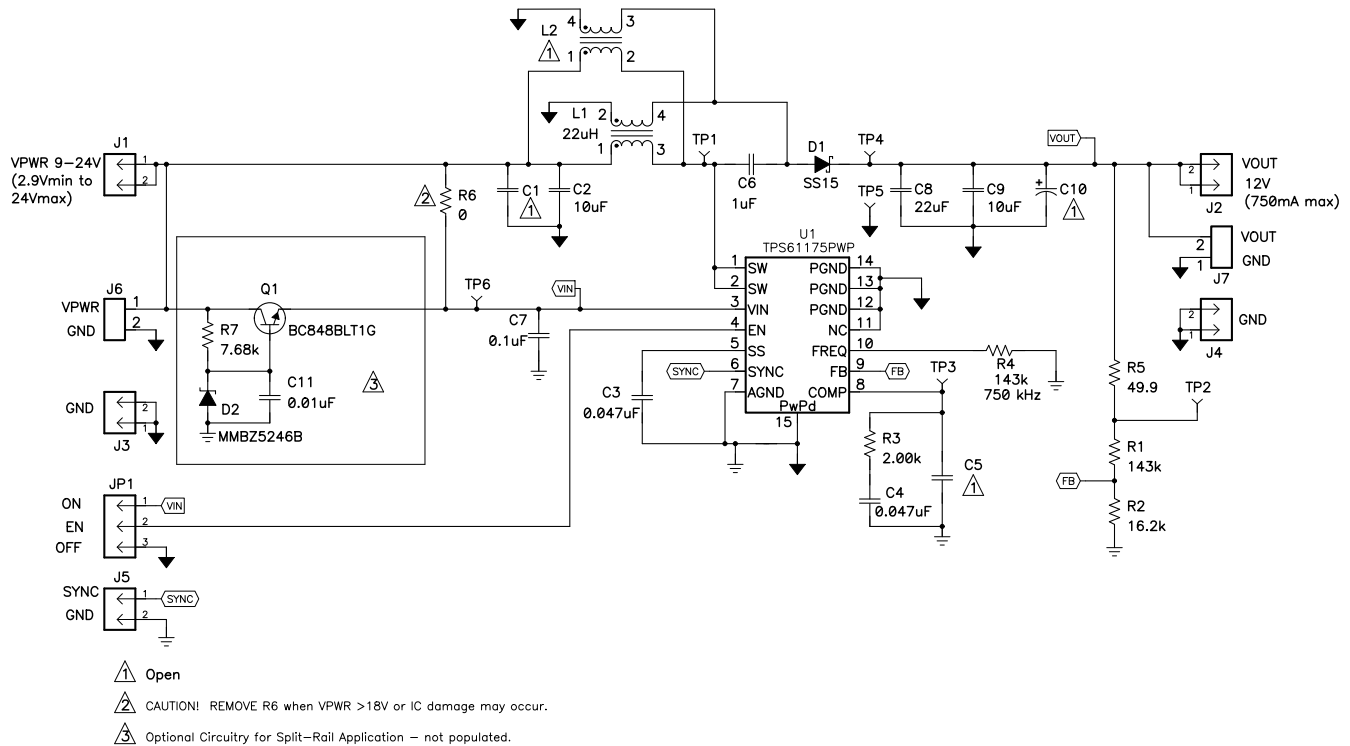 4
3
L2
1
1
2
L1
22uH
2
4
1
3
J1
VPWR 9-24V
(2.9Vmin to
24Vmax)
1
2
2
R6
0
C1
1
C2
10uF
TP1
C6
1uF
D1
SS15
TP4
TP5
C8
22uF
C9
10uF
C10
+
1
VOUT
2
1
J2
VOUT
12V
(750mA max)
2
1
J7
VOUT
GND
2
1
J4
GND
J6
VPWR
GND
1
2
Q1
BC848BLT1G
R7
7.68k
C11
0.01uF
D2
MMBZ5246B
3
TP6
VIN
C7
0.1uF
U1
TPS61175PWP
1 SW PGND 14
2 SW PGND 13
3 VIN PGND 12
4 EN NC 11
5 SS FREQ 10
6 SYNC FB 9
7 AGND COMP 8
PwPd
15
SYNC
FB
TP3
R4
143k
750 kHz
C3
0.047uF
R3
2.00k
C4
0.047uF
C5
1
R5
49.9
TP2
R1
143k
FB
R2
16.2k
GND
2
1
J3
JP1
ON
EN
OFF
1
2
3
VIN
J5
SYNC
GND
1
2
SYNC
1 Open
2 CAUTION! REMOVE R6 when VPWR >18V or IC damage may occur.
3 Optional Circuitry for Split-Rail Application - not populated.